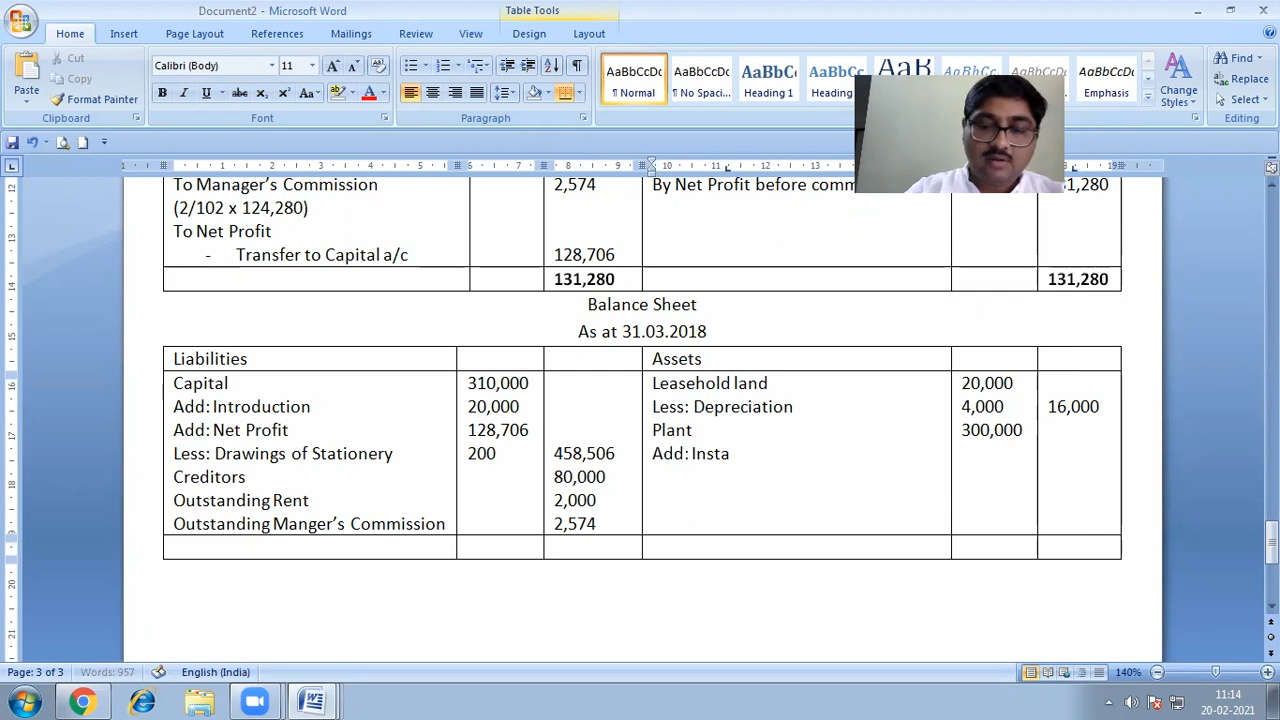 Document2 - Microsoft Word
Table Tools
Home Insert Page Layout References Mailings Review View Design Layout
Cut
Copy
Format Painter
Paste
Clipboard
Calibri (Body) 11
Font
Paragraph
AaBbCcDc AaBbCcDc AaBbC AaBbCc AaB AaBbCc. AaBbCcDc AaBbCcDc
¶ Normal ¶ No Spaci... Heading 1 Heading Emphasis
Change Styles
Find
Replace
Select
Editing
To Manager's Commission 2,574 By Net Profit before comm 31,280
(2/102 x 124,280)
To Net Profit
- Transfer to Capital a/c 128,706
131,280 131,280
Balance Sheet
As at 31.03.2018
Liabilities Assets
Capital 310,000 Leasehold land 20,000
Add: Introduction 20,000 Less: Depreciation 4,000 16,000
Add: Net Profit 128,706 Plant 300,000
Less: Drawings of Stationery 200 458,506 Add: Insta
Creditors 80,000
Outstanding Rent 2,000
Outstanding Manger's Commission 2,574
Page: 3 of 3 Words: 957 English (India) 140%
11:14
20-02-2021